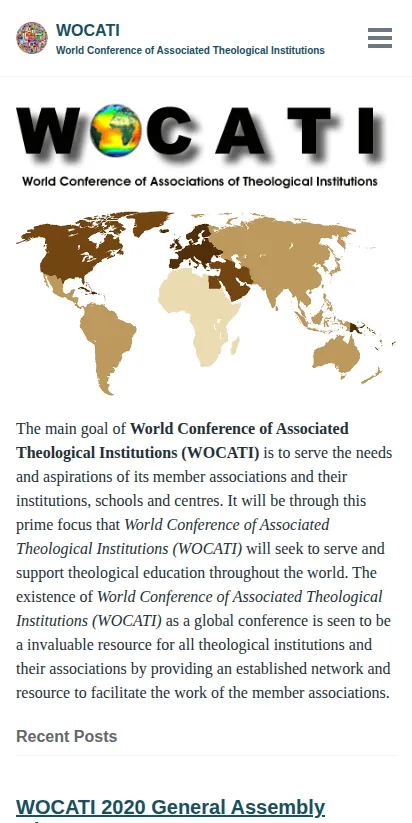 WOCATI
World Conference of Associated Theological Institutions
WOCATI
World Conference of Associations of Theological Institutions
The main goal of World Conference of Associated
Theological Institutions (WOCATI) is to serve the needs
and aspirations of its member associations and their
institutions, schools and centres. It will be through this
prime focus that World Conference of Associated
Theological Institutions (WOCATI) will seek to serve and
support theological education throughout the world. The
existence of World Conference of Associated Theological
Institutions (WOCATI) as a global conference is seen to be
a invaluable resource for all theological institutions and
their associations by providing an established network and
resource to facilitate the work of the member associations.
Recent Posts
WOCATI 2020 General Assembly